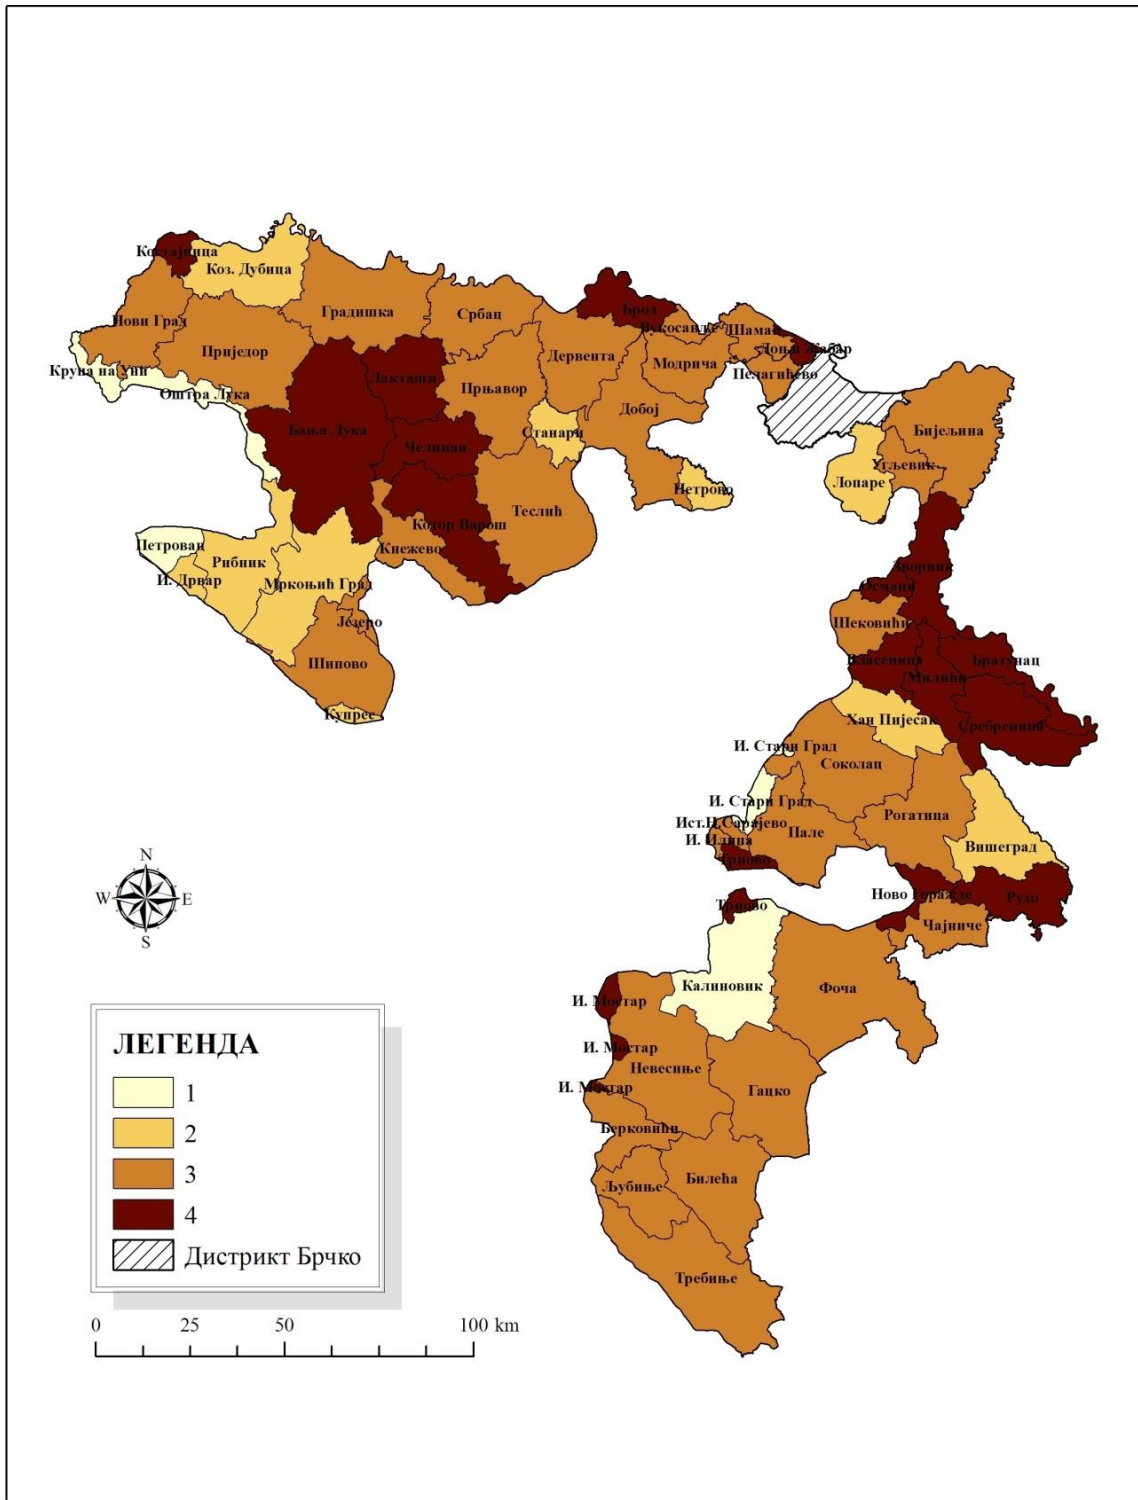 Костајница
Коз. Дубица
Нови Град
Градишка
Србац
Брод
Вукосавље
Шамац
Доњи Жабар
Приједор
Дервента
Модрича
Пелагићево
Круна на Уни
Оштра Лука
Лакташи
Прњавор
Добој
Бијељина
Бања Лука
Станари
Челинац
Угљевик
Лопаре
Петрово
Теслић
Котор Варош
Кнежево
Петровац
Рибник
И. Дрвар
Мркоњић Град
Језеро
Шипово
Купрес
Зворник
Осмаци
Шековићи
Власеница
Братунац
Милићи
Сребреница
Хан Пијесак
И. Стари Град
Соколац
И. Стари Град
Ист.Н.Сарајево
Пале
Рогатица
И. Илиџа
Трново
Вишеград
Ново Горажде
Рудо
Трново
Чајниче
Калиновик
Фоча
И. Мостар
И. Мостар
Невесиње
И. Мостар
Гацко
Берковићи
Љубиње
Билећа
Требиње
N
W
E
S
ЛЕГЕНДА
1
2
3
4
Дистрикт Брчко
0 25 50 100 km